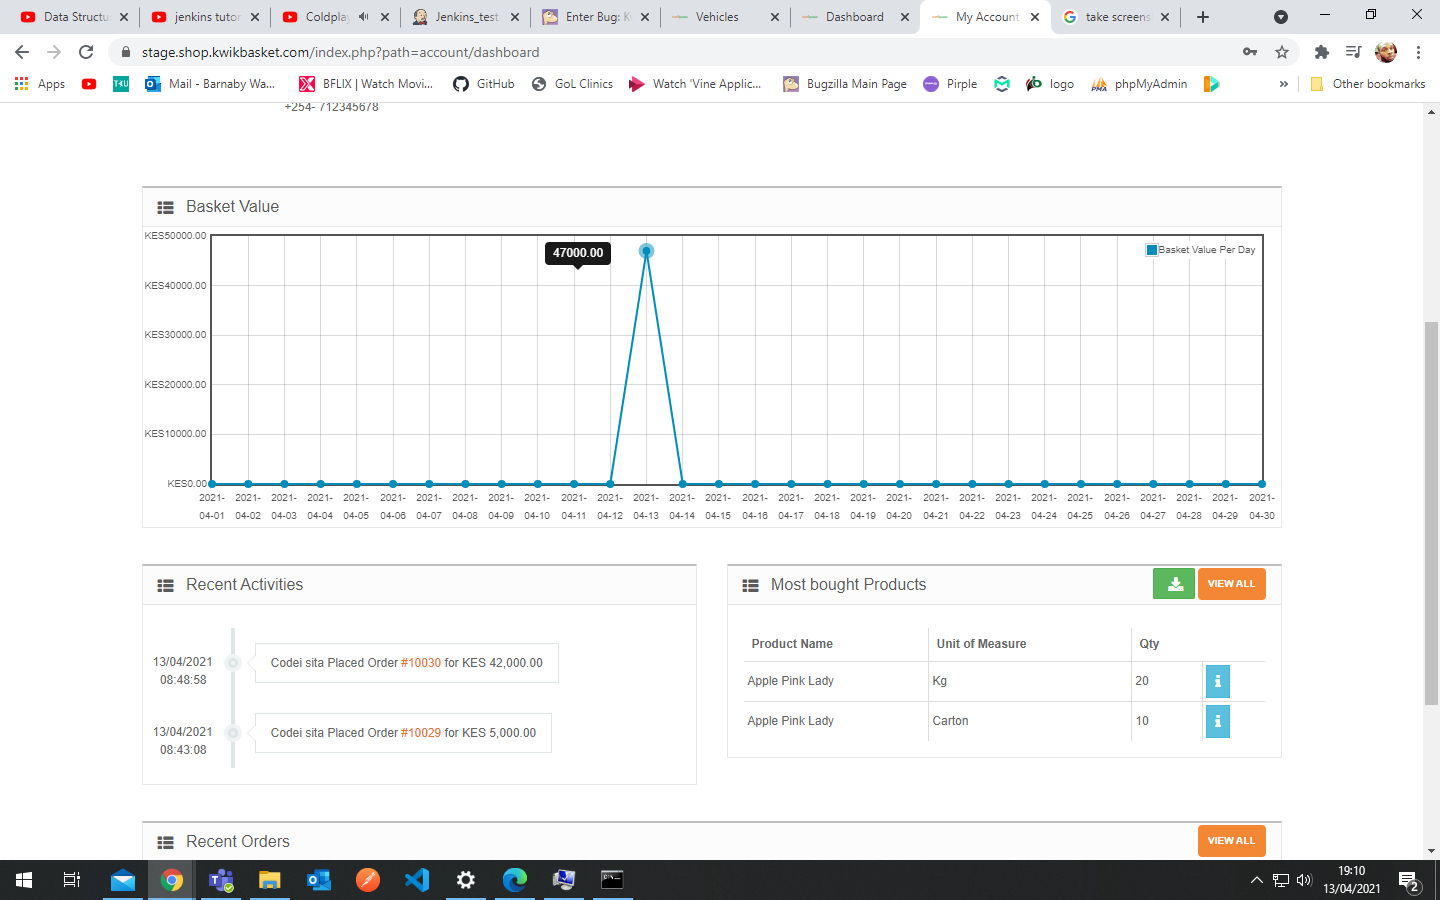 Data Structu
jenkins tutor
Coldplay
Jenkins_test
Enter Bug: K
Vehicles
Dashboard
My Account
take screens
stage.shop.kwikbasket.com/index.php?path=account/dashboard
Apps
Mail - Barnaby Wa...
BFLIX | Watch Movi...
GitHub
GoL Clinics
Watch 'Vine Applic...
Bugzilla Main Page
Pirple
logo
phpMyAdmin
»
Other bookmarks
+254- 712345678
Basket Value
KES50000.00
KES40000.00
KES30000.00
KES20000.00
KES10000.00
KES0.00
47000.00
Basket Value Per Day
2021- 2021- 2021- 2021- 2021- 2021- 2021- 2021- 2021- 2021- 2021- 2021- 2021- 2021- 2021- 2021- 2021- 2021- 2021- 2021- 2021- 2021- 2021- 2021- 2021- 2021- 2021- 2021- 2021- 2021-
04-01 04-02 04-03 04-04 04-05 04-06 04-07 04-08 04-09 04-10 04-11 04-12 04-13 04-14 04-15 04-16 04-17 04-18 04-19 04-20 04-21 04-22 04-23 04-24 04-25 04-26 04-27 04-28 04-29 04-30
Recent Activities
13/04/2021
08:48:58
Codei sita Placed Order #10030 for KES 42,000.00
13/04/2021
08:43:08
Codei sita Placed Order #10029 for KES 5,000.00
Most bought Products
VIEW ALL
Product Name Unit of Measure Qty
Apple Pink Lady Kg 20
Apple Pink Lady Carton 10
Recent Orders
VIEW ALL
19:10
13/04/2021
2